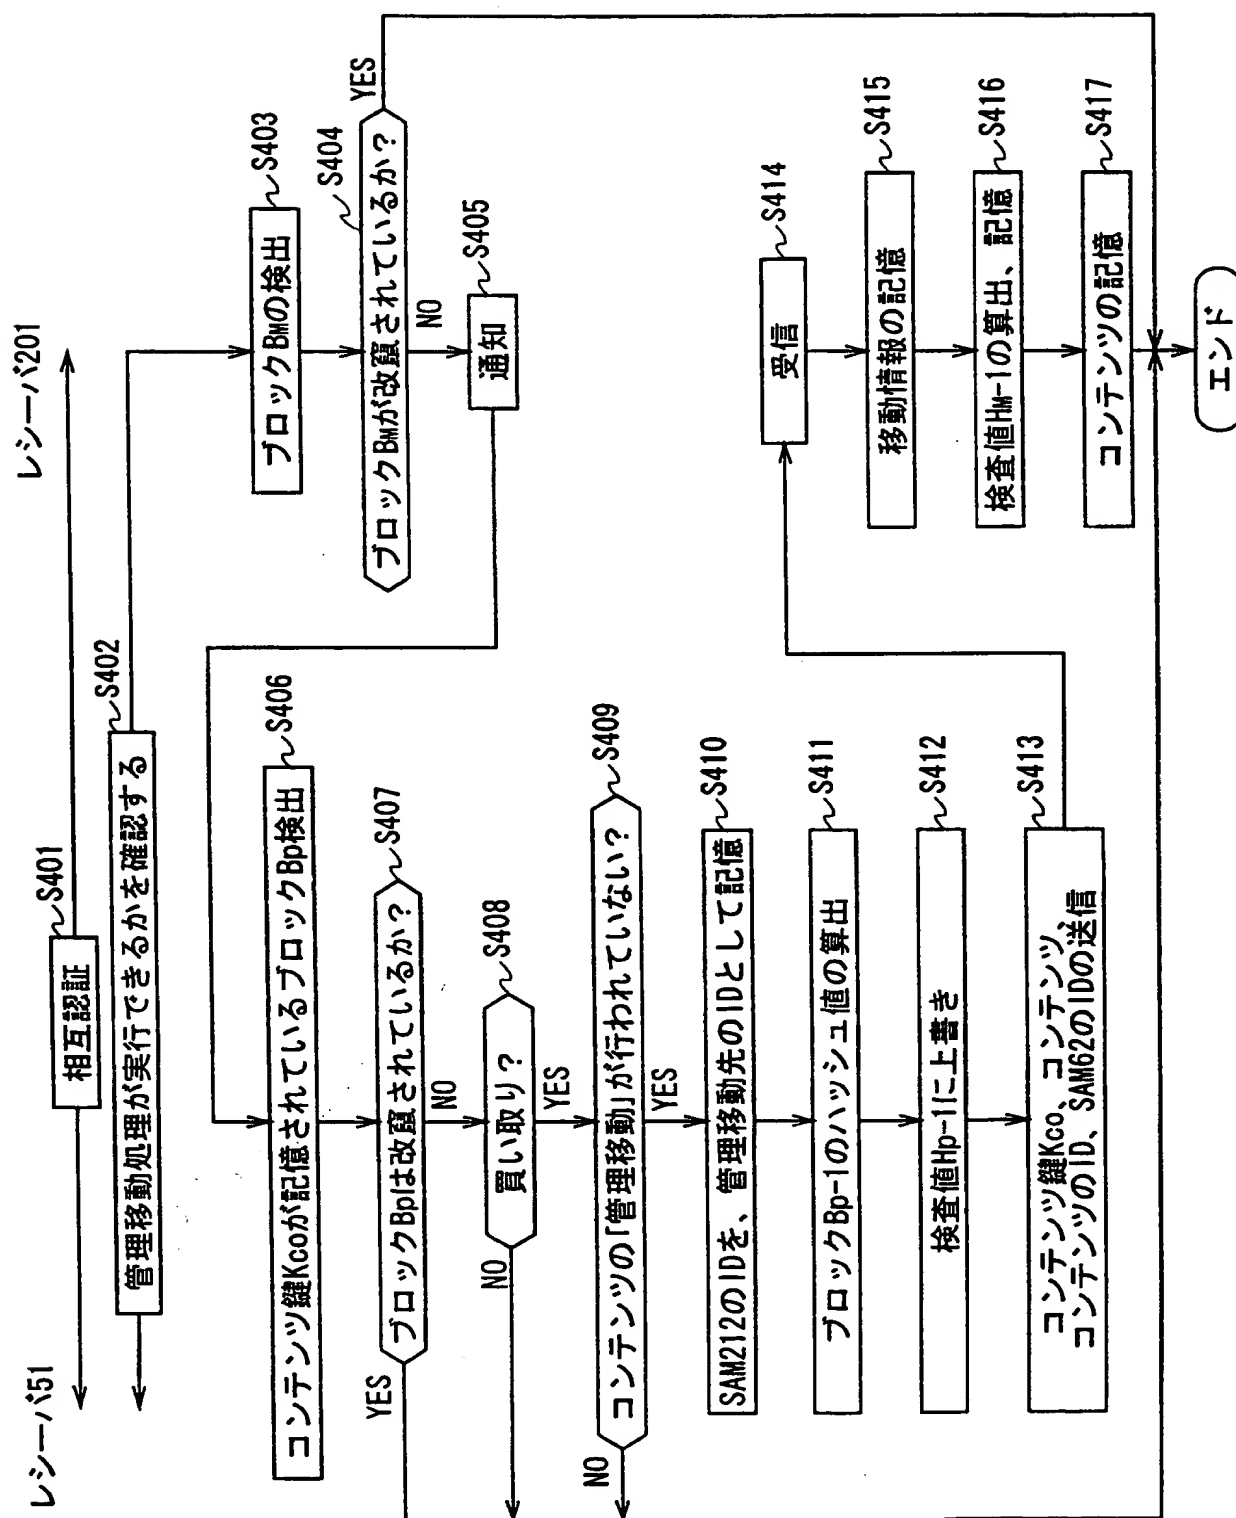 レシーバ51
レシーバ201
相互認証
S401
管理移動処理が実行できるかを確認する
S402
ブロックBMの検出
S403
ブロックBMが改竄されているか?
S404
YES
NO
通知
S405
コンテンツ鍵Kcoが記憶されているブロックBp検出
S406
ブロックBpは改竄されているか?
S407
YES
NO
買い取り?
S408
NO
YES
コンテンツの「管理移動」が行われていない?
S409
NO
YES
SAM212のIDを、管理移動先のIDとして記憶
S410
ブロックBp-1のハッシュ値の算出
S411
検査値Hp-1に上書き
S412
コンテンツ鍵Kco、コンテンツ、
コンテンツのID、SAM62のIDの送信
S413
受信
S414
移動情報の記憶
S415
検査値HM-1の算出、記憶
S416
コンテンツの記憶
S417
エンド